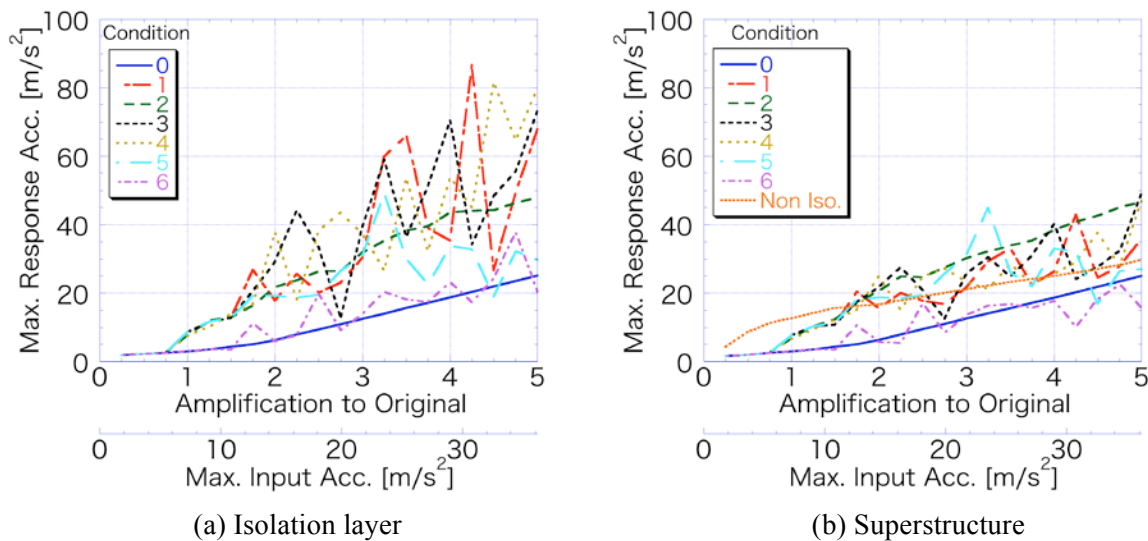 100
80
60
40
20
0
Max. Response Acc. [m/s²]
Condition
0
1
2
3
4
5
6
0 1 2 3 4 5
Amplification to Original
0 10 20 30
Max. Input Acc. [m/s²]
(a) Isolation layer
100
80
60
40
20
0
Max. Response Acc. [m/s²]
Condition
0
1
2
3
4
5
6
Non Iso.
0 1 2 3 4 5
Amplification to Original
0 10 20 30
Max. Input Acc. [m/s²]
(b) Superstructure